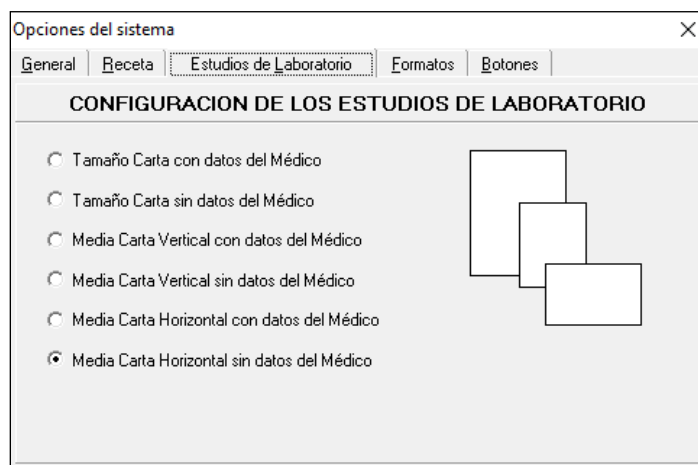 Opciones del sistema
General Receta Estudios de Laboratorio Formatos Botones
CONFIGURACION DE LOS ESTUDIOS DE LABORATORIO
Tamaño Carta con datos del Médico
Tamaño Carta sin datos del Médico
Media Carta Vertical con datos del Médico
Media Carta Vertical sin datos del Médico
Media Carta Horizontal con datos del Médico
Media Carta Horizontal sin datos del Médico